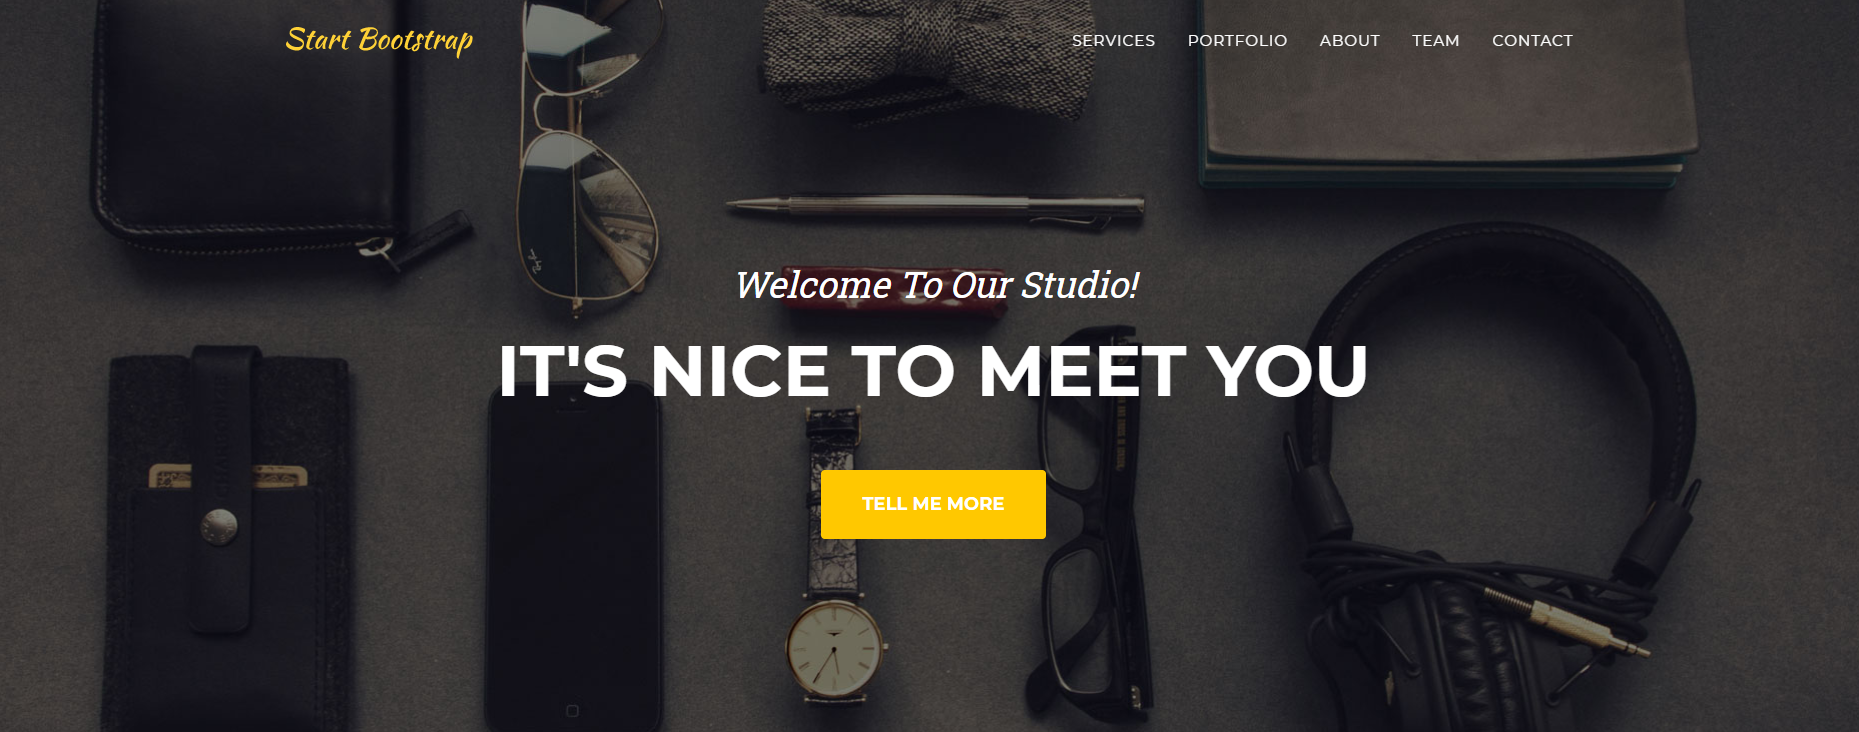 Start Bootstrap
SERVICES PORTFOLIO ABOUT TEAM CONTACT
Welcome To Our Studio!
IT'S NICE TO MEET YOU
TELL ME MORE